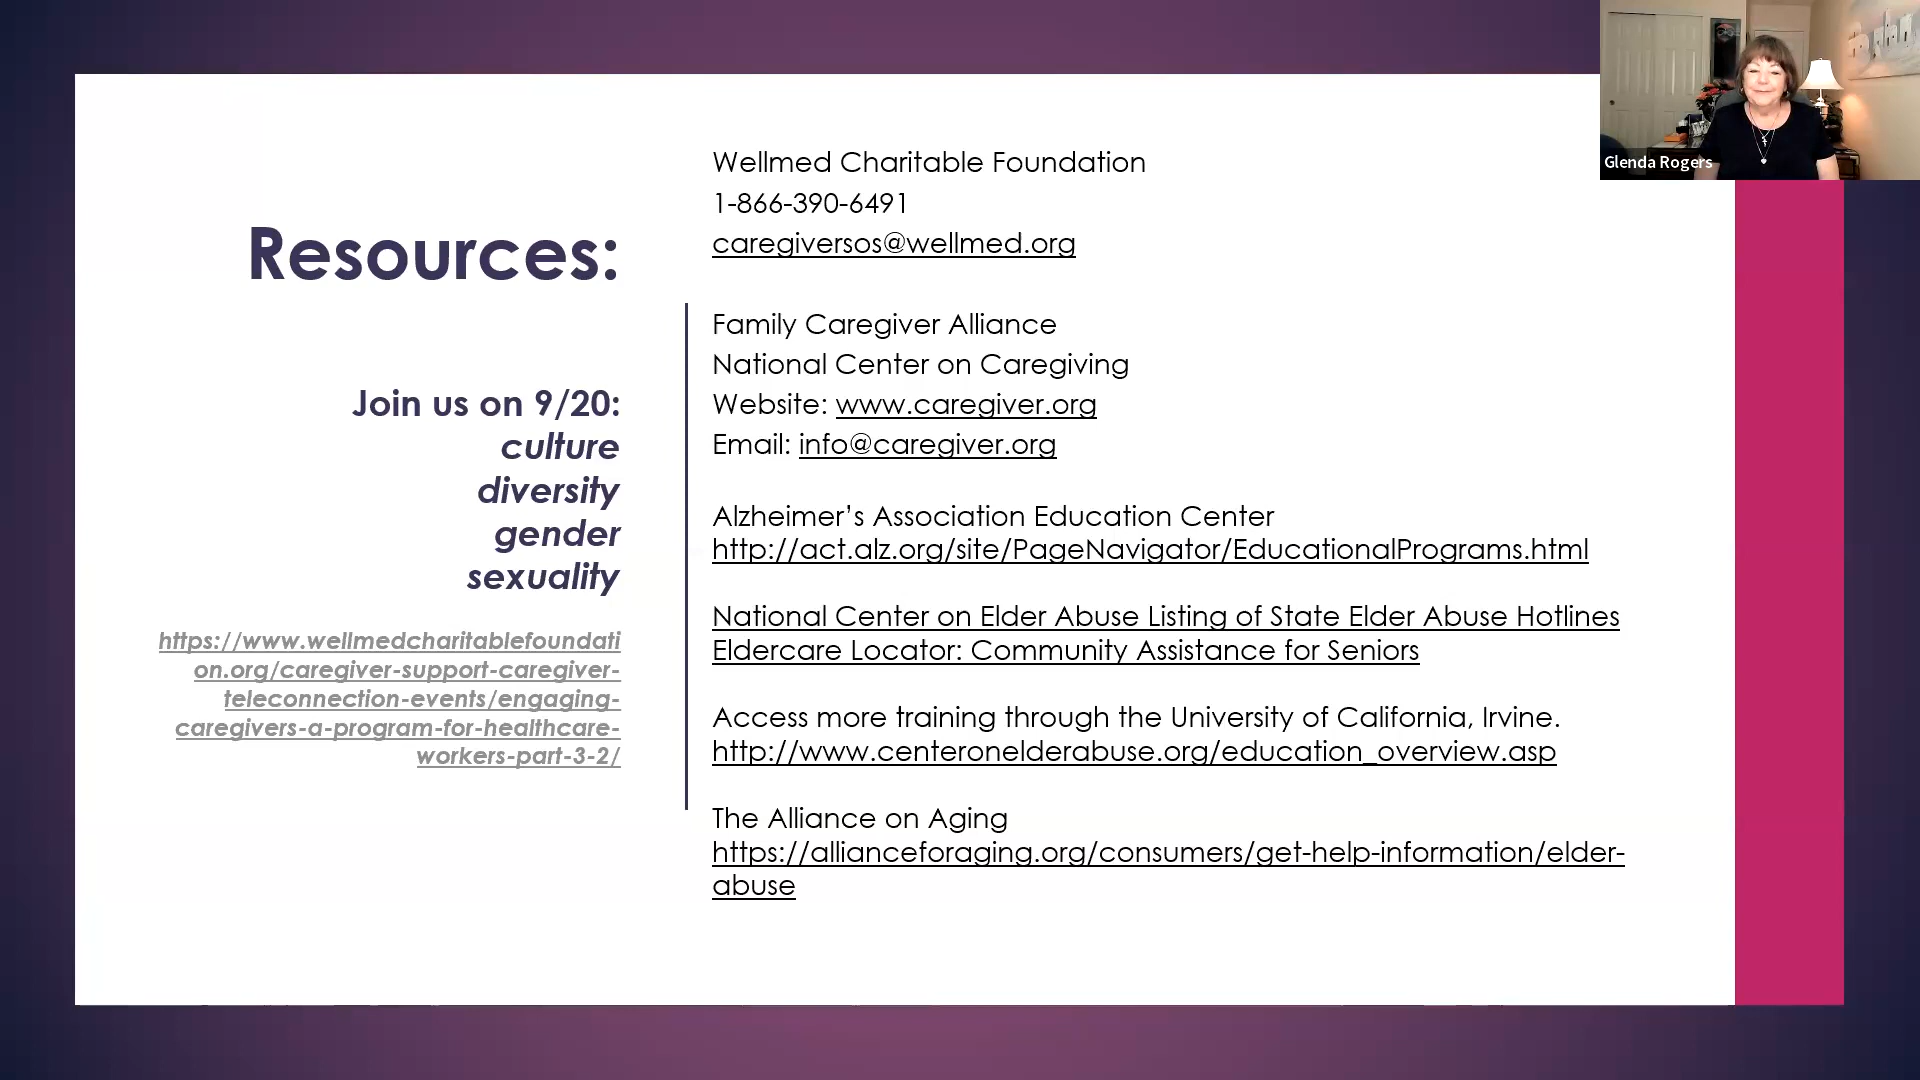 Resources:
Join us on 9/20:
culture
diversity
gender
sexuality
https://www.wellmedcharitablefoundati
on.org/caregiver-support-caregiver-
teleconnection-events/engaging-
caregivers-a-program-for-healthcare-
workers-part-3-2/
Wellmed Charitable Foundation
1-866-390-6491
caregiversos@wellmed.org
Family Caregiver Alliance
National Center on Caregiving
Website: www.caregiver.org
Email: info@caregiver.org
Alzheimer’s Association Education Center
http://act.alz.org/site/PageNavigator/EducationalPrograms.html
National Center on Elder Abuse Listing of State Elder Abuse Hotlines
Eldercare Locator: Community Assistance for Seniors
Access more training through the University of California, Irvine.
http://www.centeronelderabuse.org/education_overview.asp
The Alliance on Aging
https://allianceforaging.org/consumers/get-help-information/elder-
abuse
Glenda Rogers